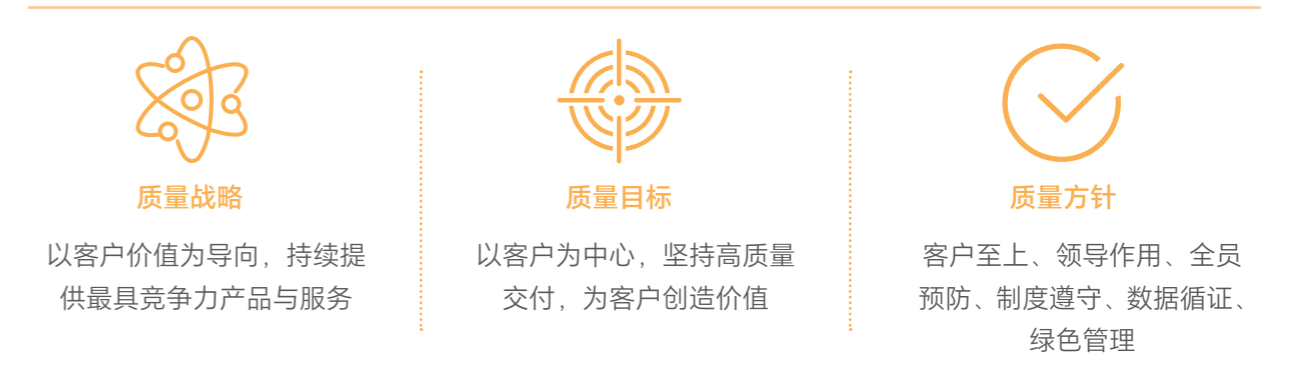 质量战略
以客户价值为导向，持续提
供最具竞争力产品与服务
质量目标
以客户为中心，坚持高质量
交付，为客户创造价值
质量方针
客户至上、领导作用、全员
预防、制度遵守、数据循证、
绿色管理